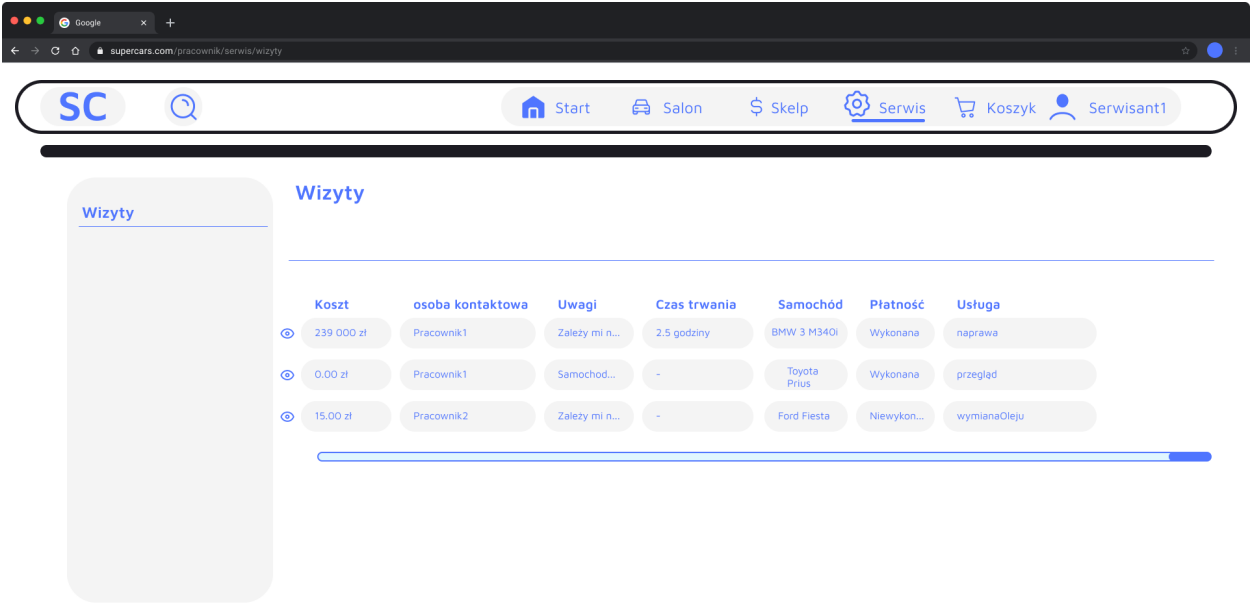 Google
supercars.com/pracownik/serwis/wizyty
SC Start Salon $ Skelp Serwis Koszyk Serwisant1
Wizyty
Wizyty
Koszt osoba kontaktowa Uwagi Czas trwania Samochód Płatność Usługa
239 000 zł Pracownik1 Zależy mi n... 2.5 godziny BMW 3 M340i Wykonana naprawa
0.00 zł Pracownik1 Samochod... - Toyota Prius Wykonana przegląd
15.00 zł Pracownik2 Zależy mi n... - Ford Fiesta Niewykon... wymianaOleju